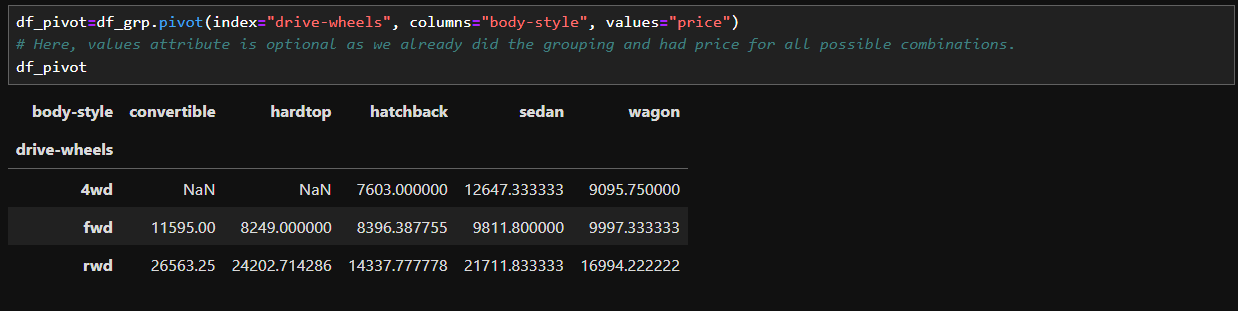 df_pivot=df_grp.pivot(index="drive-wheels", columns="body-style", values="price")
# Here, values attribute is optional as we already did the grouping and had price for all possible combinations.
df_pivot
body-style convertible hardtop hatchback sedan wagon
drive-wheels
4wd NaN NaN 7603.000000 12647.333333 9095.750000
fwd 11595.00 8249.000000 8396.387755 9811.800000 9997.333333
rwd 26563.25 24202.714286 14337.777778 21711.833333 16994.222222